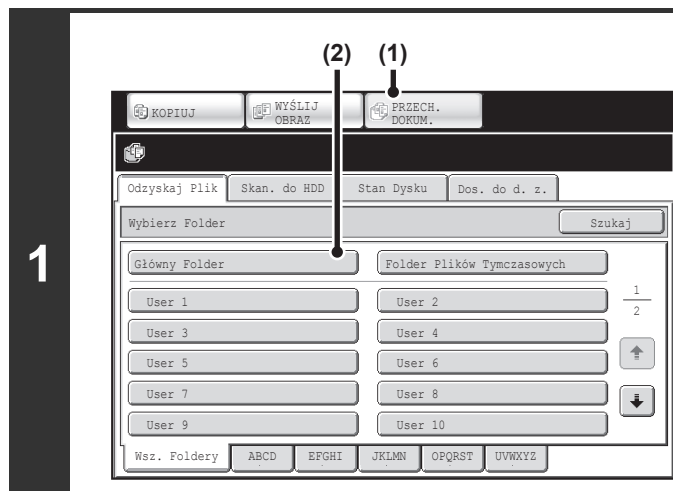 1
(2) (1)
KOPIUJ
WYŚLIJ
OBRAZ
PRZECH.
DOKUM.
Odzyskaj Plik Skan. do HDD Stan Dysku Dos. do d. z.
Wybierz Folder Szukaj
Główny Folder Folder Plików Tymczasowych
User 1 User 2
User 3 User 4
User 5 User 6
User 7 User 8
User 9 User 10
1
2
Wsz. Foldery ABCD EFGHI JKLMN OPQRST UVWXYZ